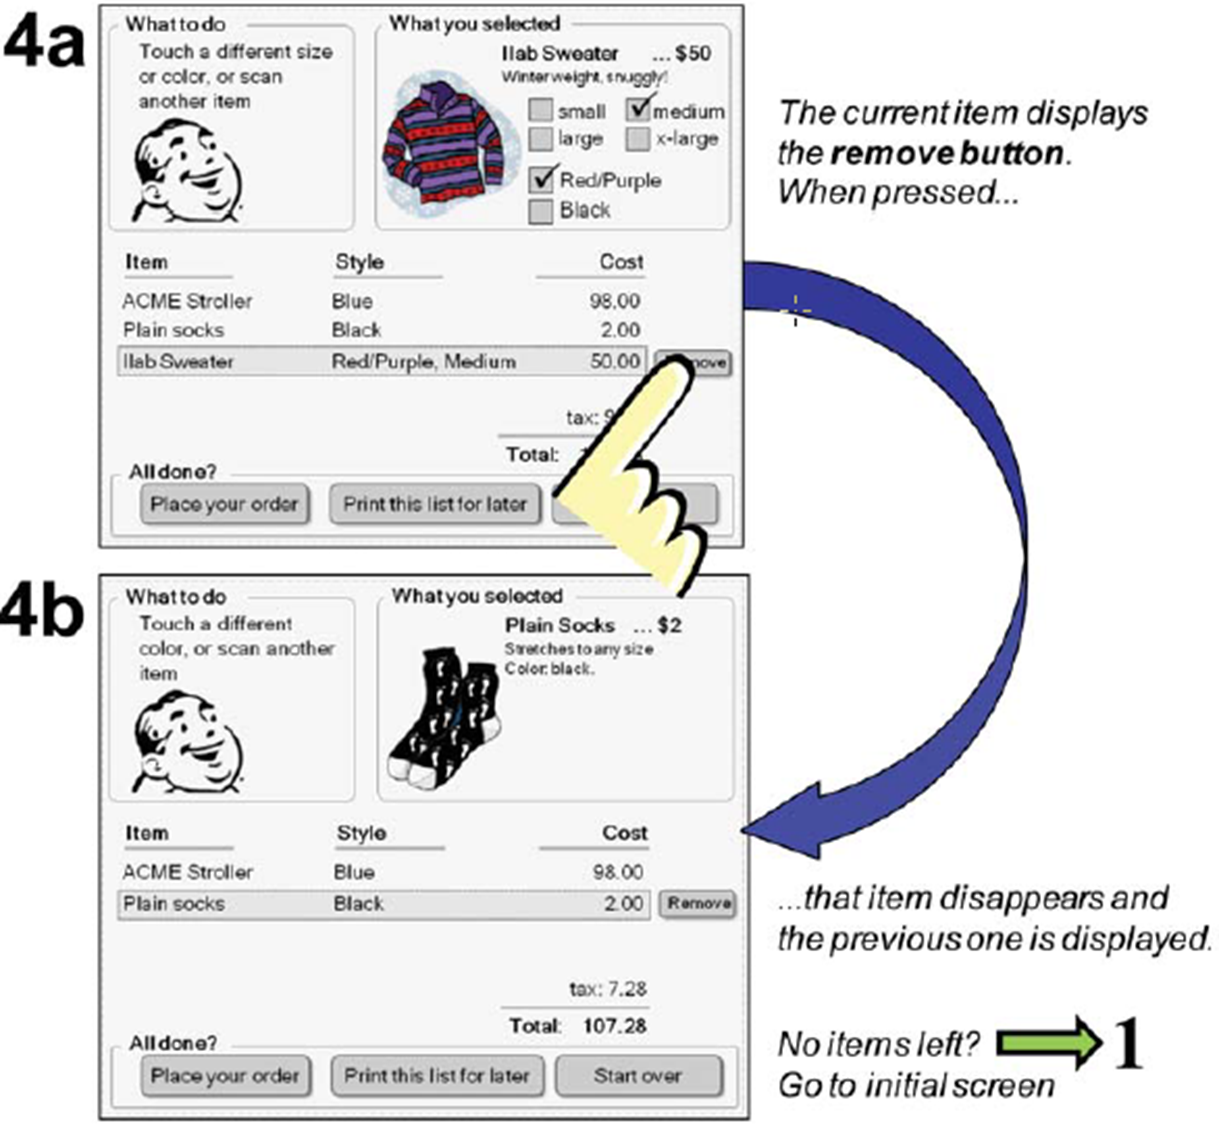 4a
What to do
Touch a different size
or color, or scan
another item
What you selected
Ilab Sweater ... $50
Winter weight, snuggly!
small medium
large x-large
Red/Purple
Black
Item Style Cost
ACME Stroller Blue 98.00
Plain socks Black 2.00
Ilab Sweater Red/Purple, Medium 50.00
tax: 9
Total:
All done?
Place your order Print this list for later
The current item displays
the remove button.
When pressed...
4b
What to do
Touch a different
color, or scan another
item
What you selected
Plain Socks ... $2
Stretches to any size
Color: black.
Item Style Cost
ACME Stroller Blue 98.00
Plain socks Black 2.00 Remove
tax: 7.28
Total: 107.28
All done?
Place your order Print this list for later Start over
...that item disappears and
the previous one is displayed.
No items left? 1
Go to initial screen